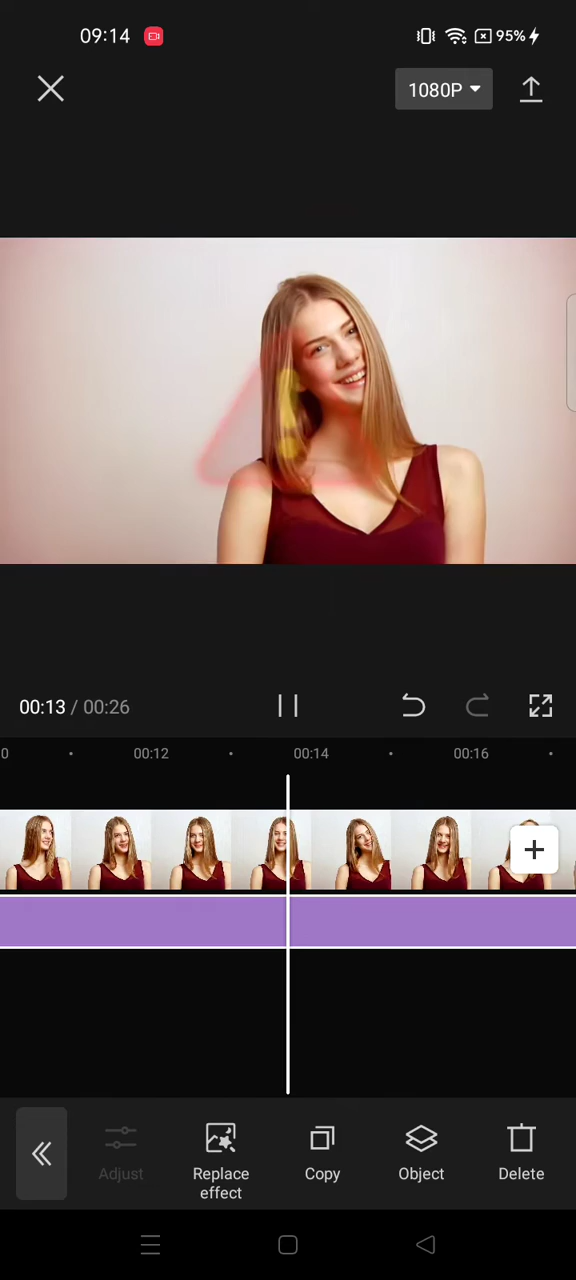 09:14
95%
1080P
00:13 / 00:26
0
00:12
00:14
00:16
Adjust
Replace
effect
Copy
Object
Delete